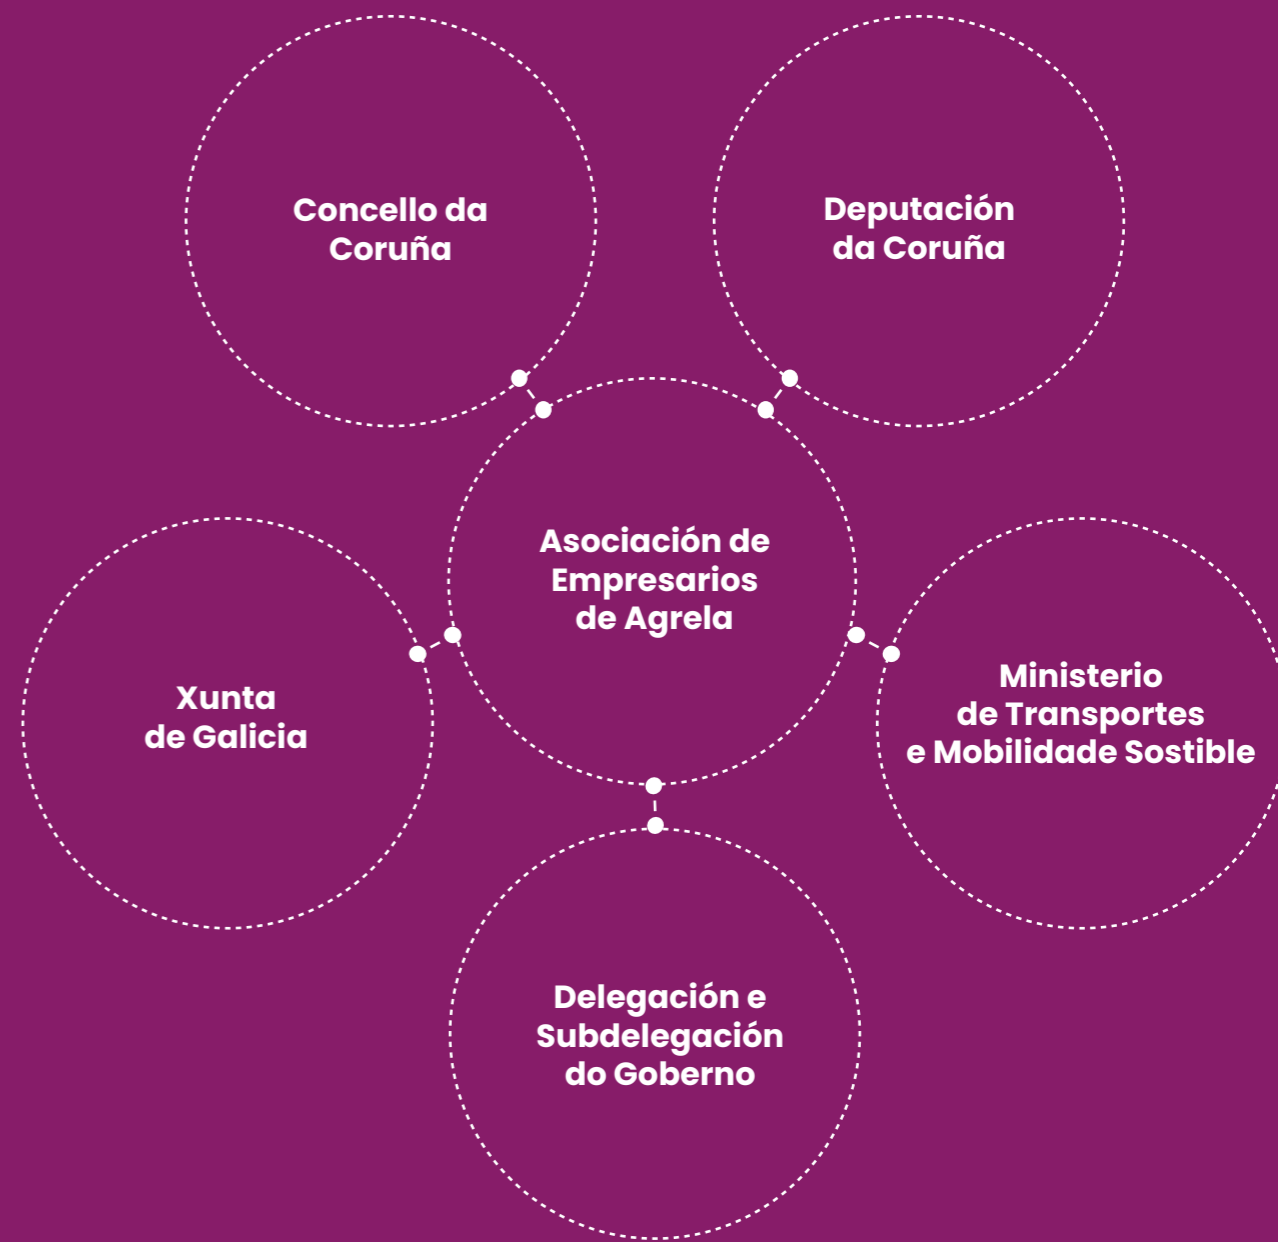 Concello da
Coruña
Deputación
da Coruña
Asociación de
Empresarios
de Agrela
Xunta
de Galicia
Ministerio
de Transportes
e Mobilidade Sostible
Delegación e
Subdelegación
do Goberno